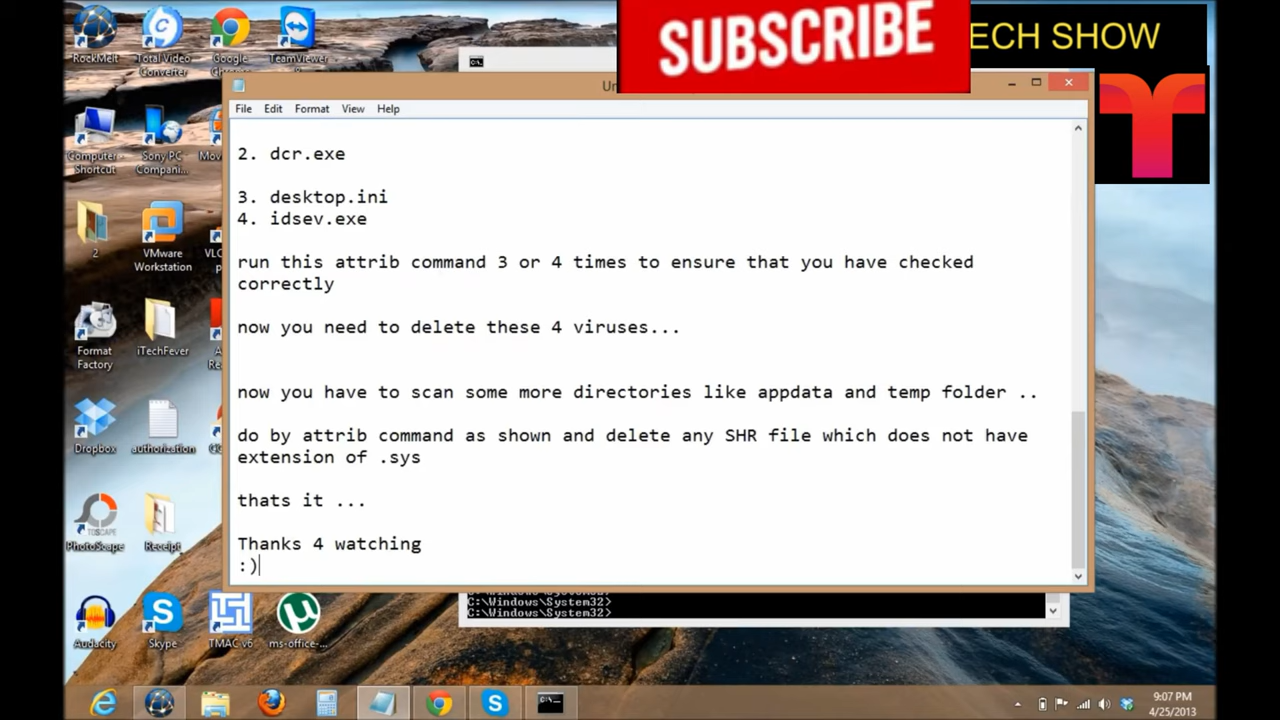 SUBSCRIBE
ECH SHOW
RockMelt
Total Video
Converter
Google
TeamViewer
File Edit Format View Help
2. dcr.exe
3. desktop.ini
4. idsev.exe
run this attrib command 3 or 4 times to ensure that you have checked
correctly
now you need to delete these 4 viruses...
now you have to scan some more directories like appdata and temp folder ..
do by attrib command as shown and delete any SHR file which does not have
extension of .sys
thats it ...
Thanks 4 watching
:)
Computer
Shortcut
Sony PC
Compani...
Mov
2
VMware
Workstation
VLC
p
Format
Factory
iTechFever
A
Re
Dropbox
authorization
PhotoScape
Receipt
Audacity
Skype
TMAC v6
ms-office-...
C:\Windows\System32>
C:\Windows\System32>
9:07 PM
4/25/2013